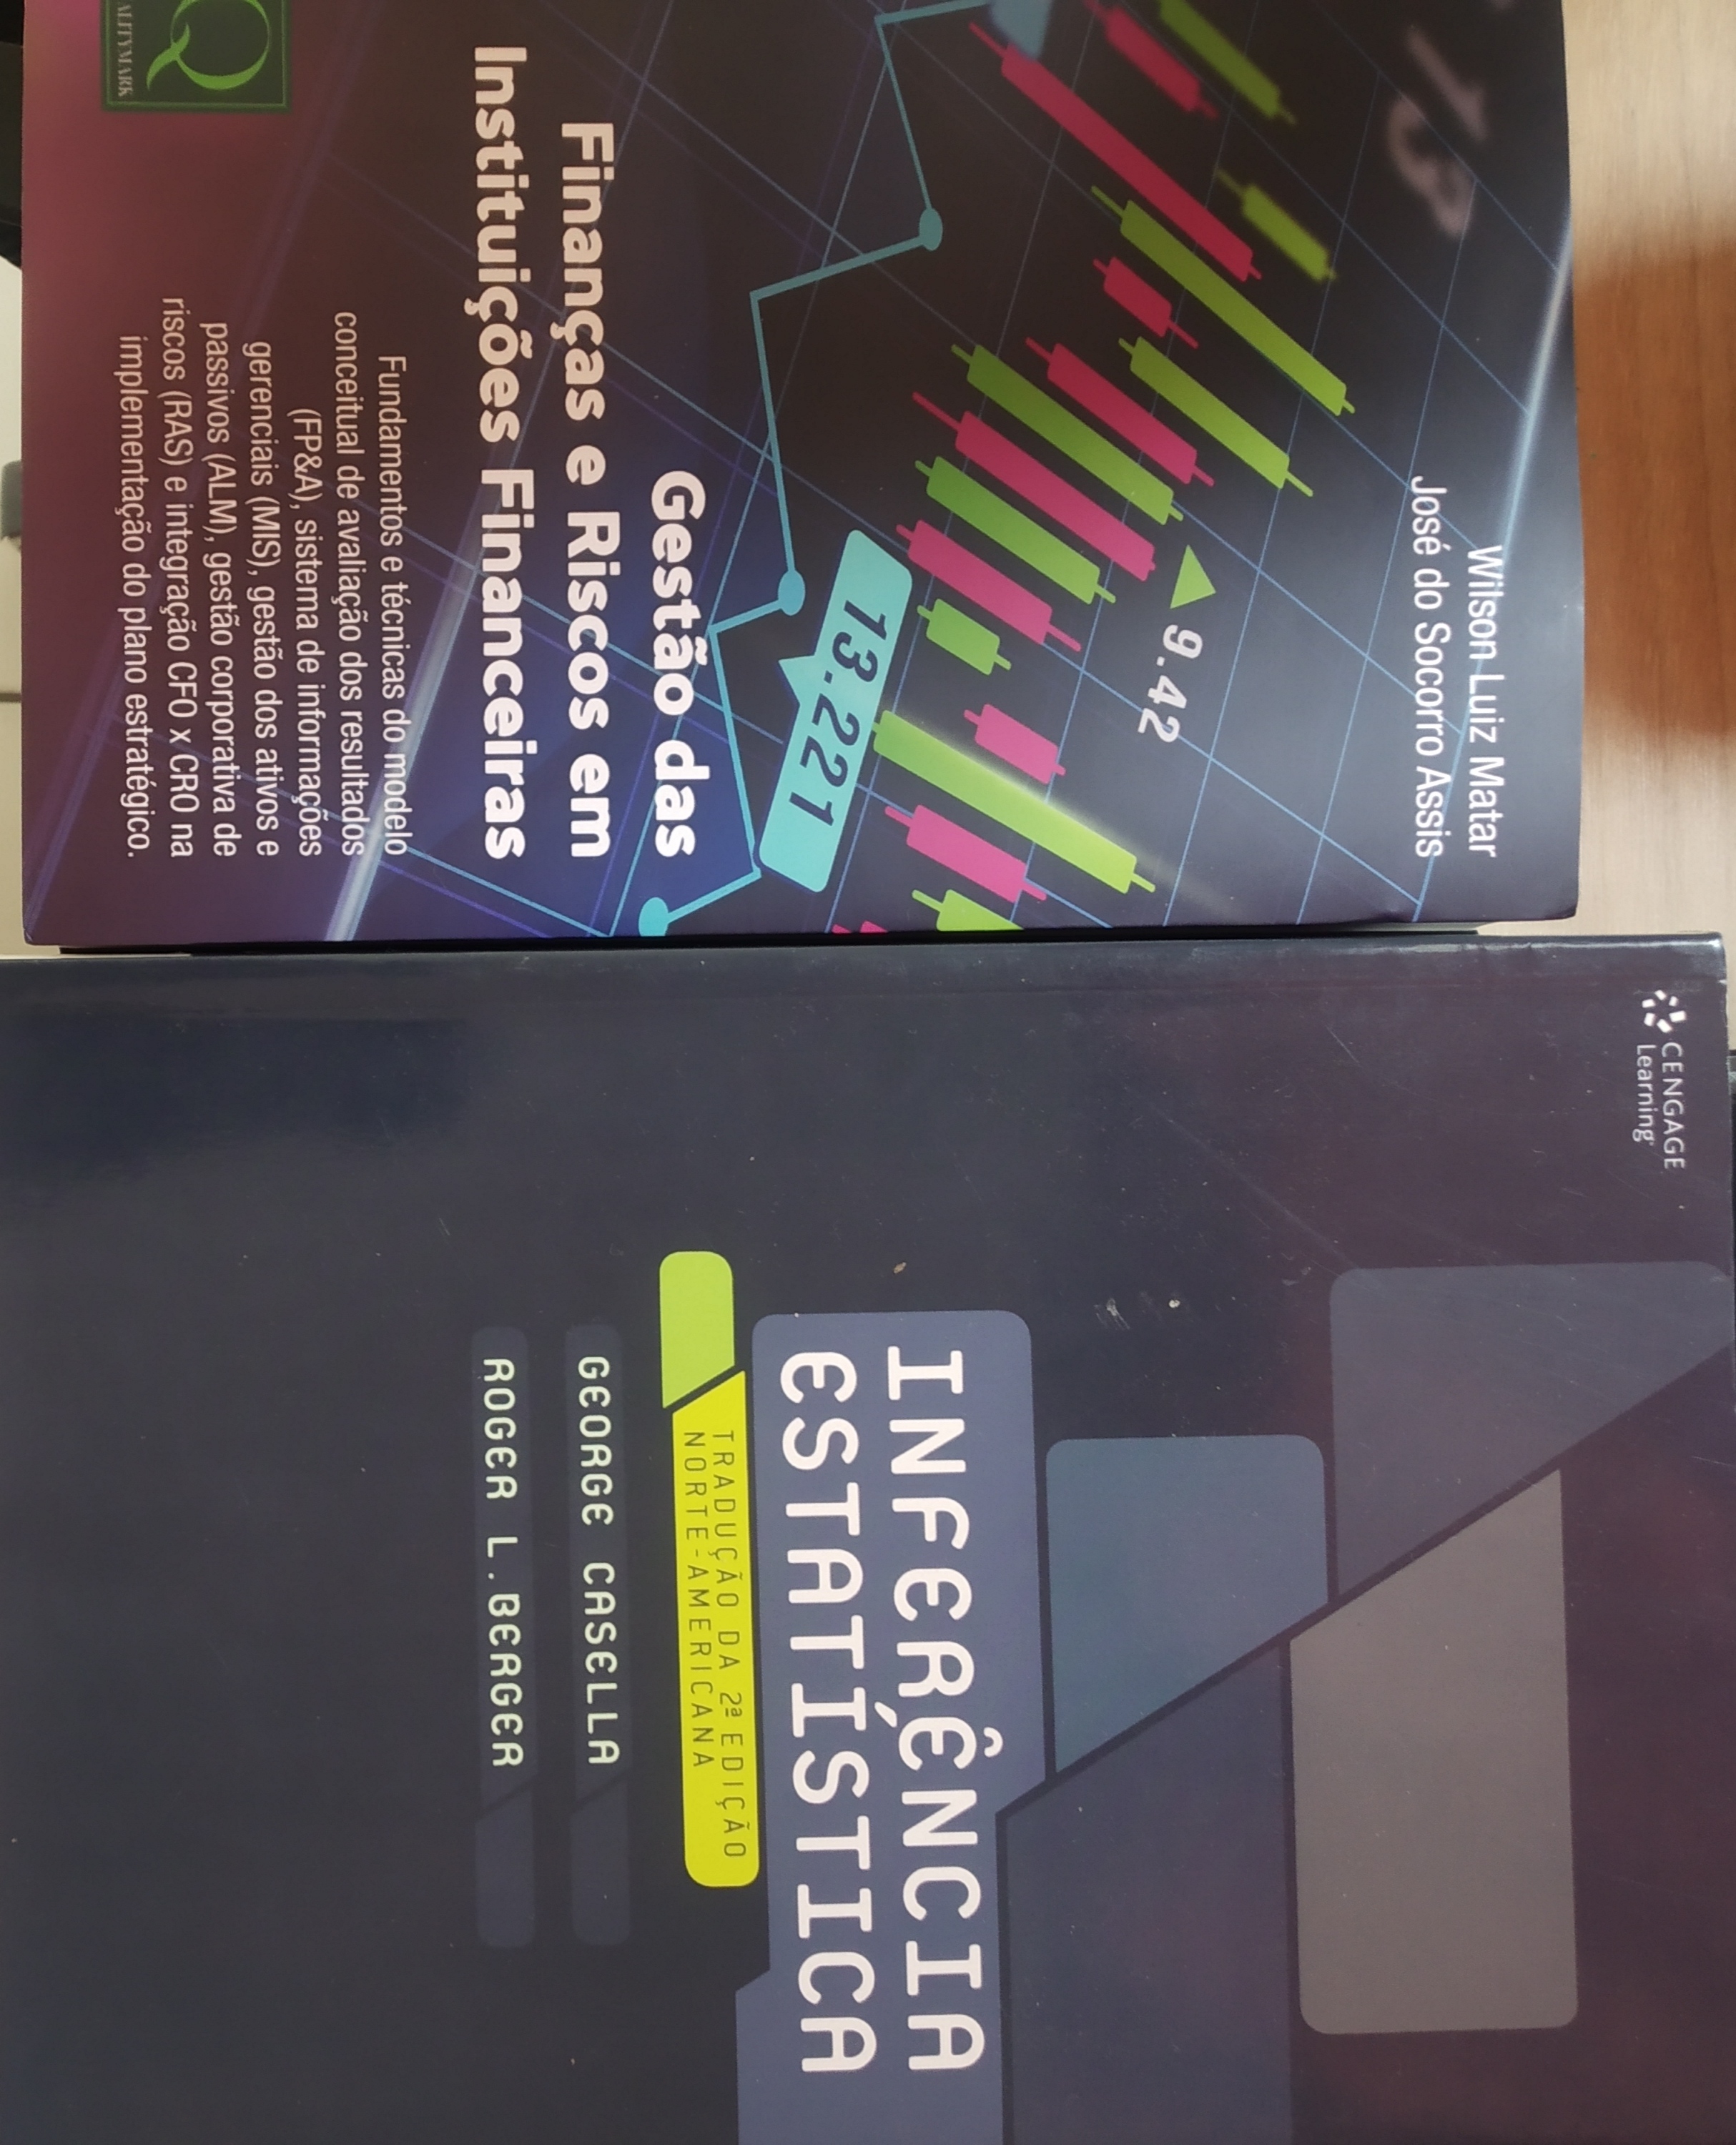 Wilson Luiz Matar
José do Socorro Assis
13
9.42
13.221
Gestão das
Finanças e Riscos em
Instituições Financeiras
Fundamentos e técnicas do modelo
conceitual de avaliação dos resultados
(FP&A), sistema de informações
gerenciais (MIS), gestão dos ativos e
passivos (ALM), gestão corporativa de
riscos (RAS) e integração CFO x CRO na
implementação do plano estratégico.
Q
ALITYMARK
CENGAGE
Learning
INFERÊNCIA
ESTATÍSTICA
TRADUÇÃO DA 2ª EDIÇÃO
NORTE-AMERICANA
GEORGE CASELLA
ROGER L. BERGER